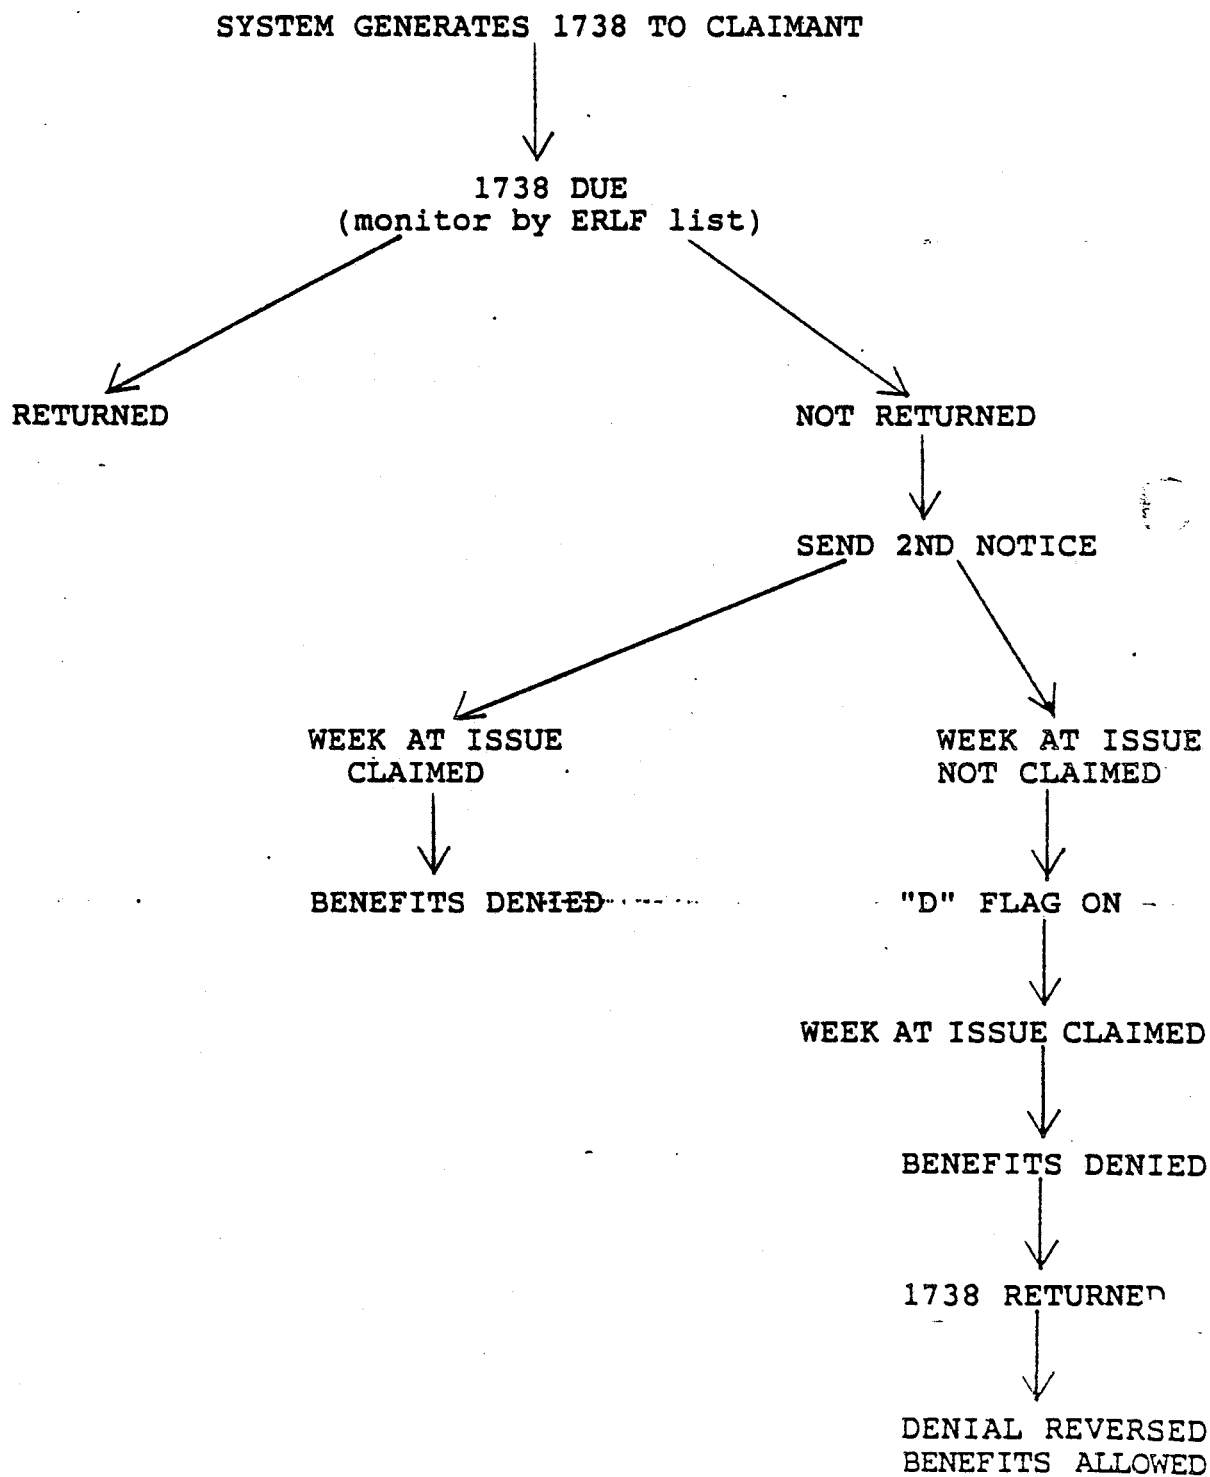 SYSTEM GENERATES 1738 TO CLAIMANT
1738 DUE
(monitor by ERLF list)
RETURNED
NOT RETURNED
SEND 2ND NOTICE
WEEK AT ISSUE
CLAIMED
WEEK AT ISSUE
NOT CLAIMED
BENEFITS DENIED
"D" FLAG ON
WEEK AT ISSUE CLAIMED
BENEFITS DENIED
1738 RETURNED
DENIAL REVERSED
BENEFITS ALLOWED